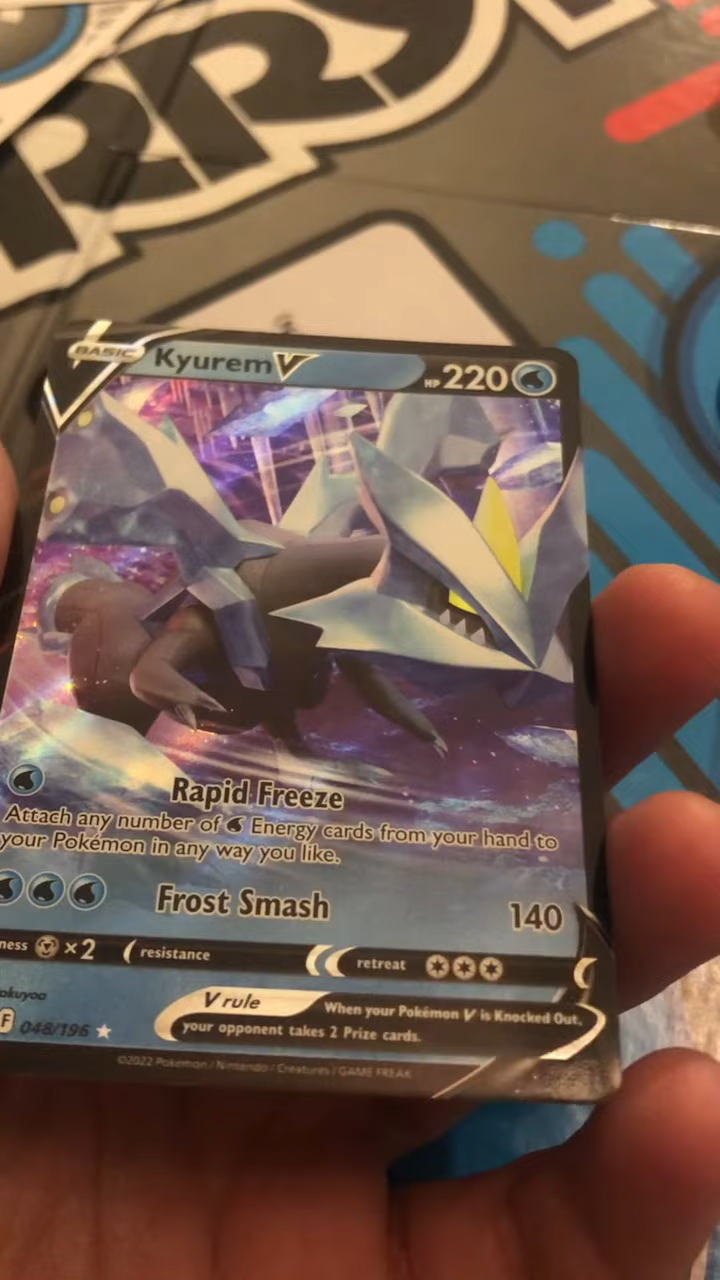 BASIC Kyurem V HP 220
Rapid Freeze
Attach any number of Energy cards from your hand to
your Pokémon in any way you like.
Frost Smash 140
ness ×2 resistance retreat
okuyoa
V rule When your Pokémon V is Knocked Out,
your opponent takes 2 Prize cards.
F 048/196
©2022 Pokémon / Nintendo / Creatures / GAME FREAK